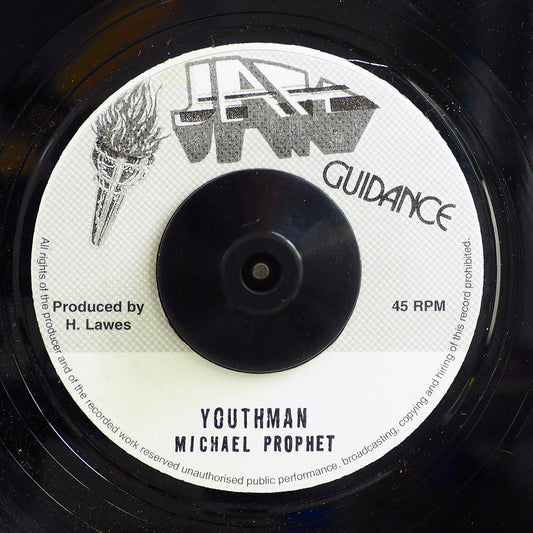 JAH
GUIDANCE
Produced by
H. Lawes
45 RPM
YOUTHMAN
MICHAEL PROPHET
All rights of the producer and of the recorded work reserved unauthorised public performance, broadcasting, copying and hiring of this record prohibited.